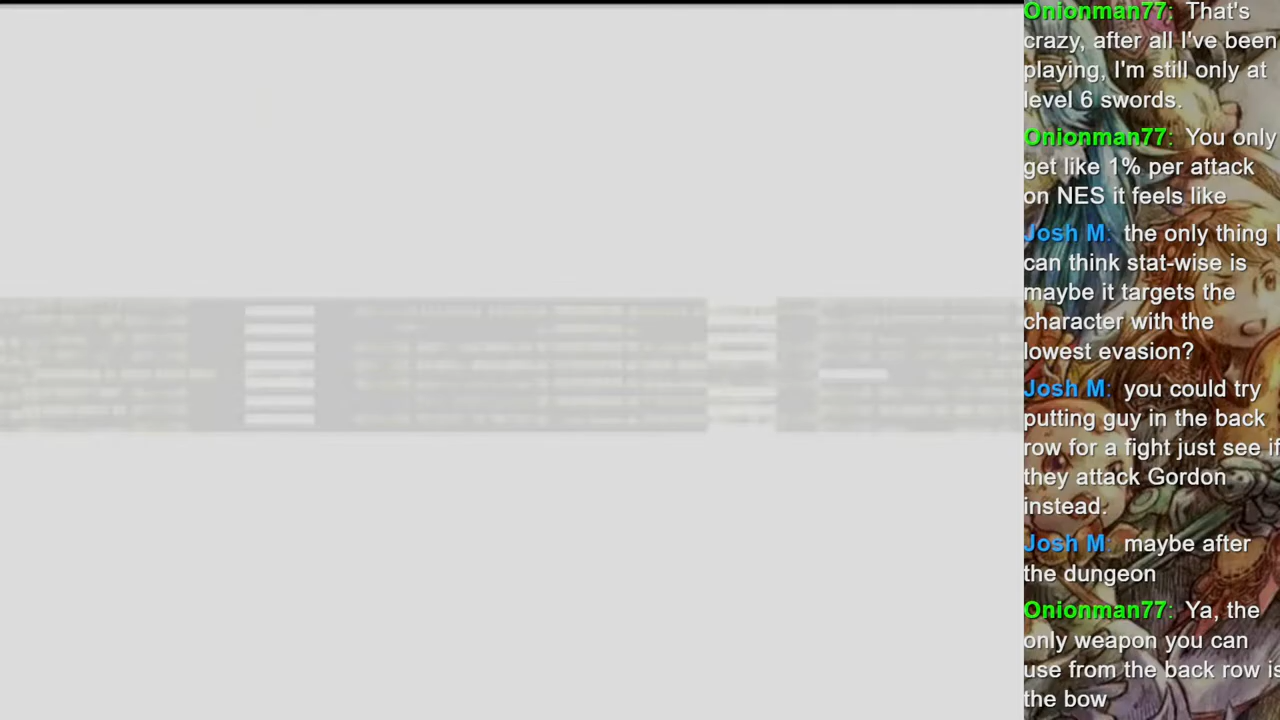 Onionman77: That's
crazy, after all I've been
playing, I'm still only at
level 6 swords.
Onionman77: You only
get like 1% per attack
on NES it feels like
Josh M: the only thing I
can think stat-wise is
maybe it targets the
character with the
lowest evasion?
Josh M: you could try
putting guy in the back
row for a fight just see if
they attack Gordon
instead.
Josh M: maybe after
the dungeon
Onionman77: Ya, the
only weapon you can
use from the back row is
the bow